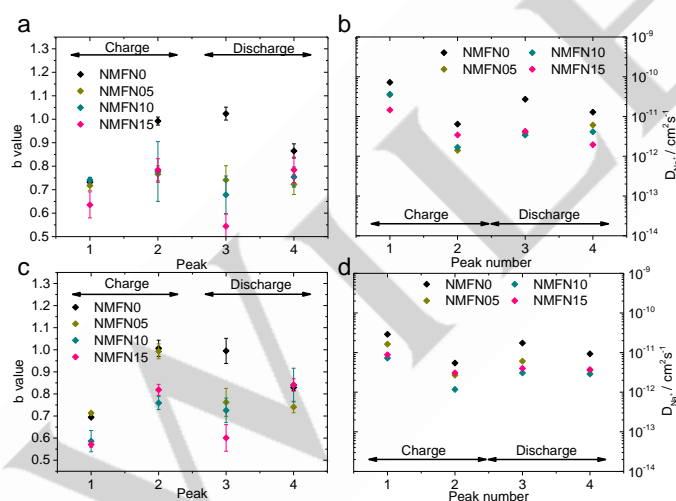 a
Charge Discharge
NMFN0
NMFN05
NMFN10
NMFN15
b value
1.3
1.2
1.1
1.0
0.9
0.8
0.7
0.6
0.5
1 2 3 4
Peak
b
NMFN0 NMFN10
NMFN05 NMFN15
10⁻⁹
10⁻¹⁰
10⁻¹¹
10⁻¹²
10⁻¹³
10⁻¹⁴
D_Na⁺ / cm²s⁻¹
Charge Discharge
1 2 3 4
Peak number
c
Charge Discharge
NMFN0
NMFN05
NMFN10
NMFN15
b value
1.3
1.2
1.1
1.0
0.9
0.8
0.7
0.6
0.5
1 2 3 4
Peak
d
NMFN0 NMFN10
NMFN05 NMFN15
10⁻⁹
10⁻¹⁰
10⁻¹¹
10⁻¹²
10⁻¹³
10⁻¹⁴
D_Na⁺ / cm²s⁻¹
Charge Discharge
1 2 3 4
Peak number